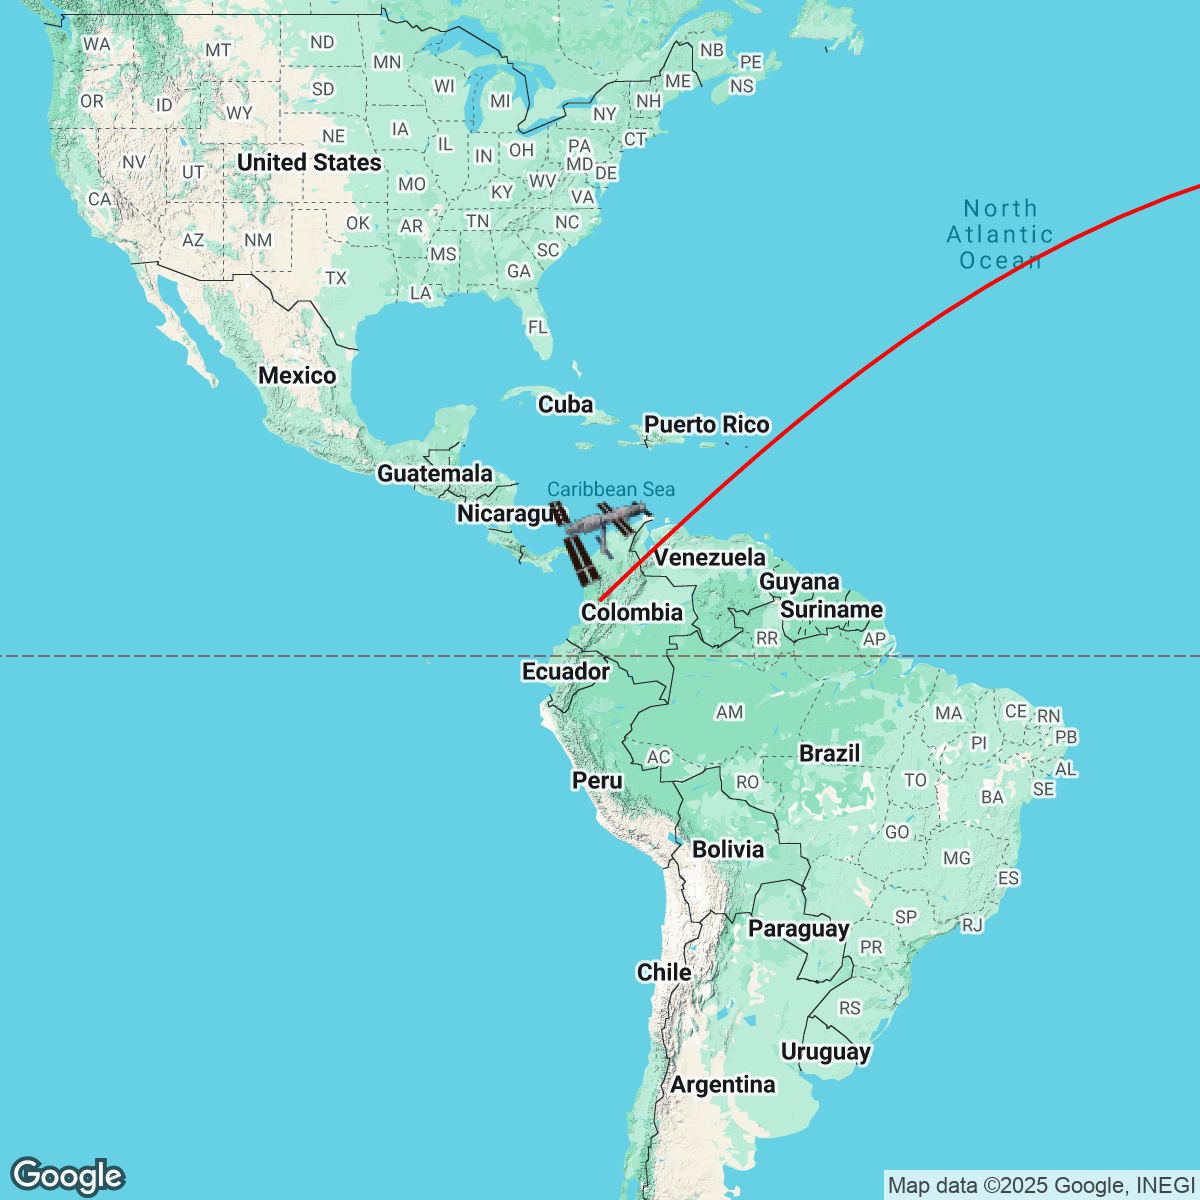 WA
MT
ND
MN
NB
PE
OR
ID
WY
SD
WI
MI
NH
ME
NS
NV
UT
NE
IA
IL
IN
OH
PA
NY
CT
United States
MO
KY
WV
MD
DE
VA
CA
AZ
NM
OK
AR
TN
NC
SC
MS
GA
TX
LA
FL
North
Atlantic
Ocean
Mexico
Cuba
Puerto Rico
Guatemala
Caribbean Sea
Nicaragu
Venezuela
Guyana
Suriname
Colombia
RR
AP
Ecuador
AM
MA
CE
RN
PI
PB
AC
Brazil
AL
Peru
RO
TO
BA
SE
GO
Bolivia
MG
ES
Paraguay
SP
RJ
PR
Chile
RS
Uruguay
Argentina
Google
Map data ©2025 Google, INEGI